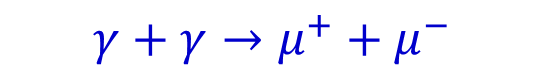 γ + γ → μ⁺ + μ⁻